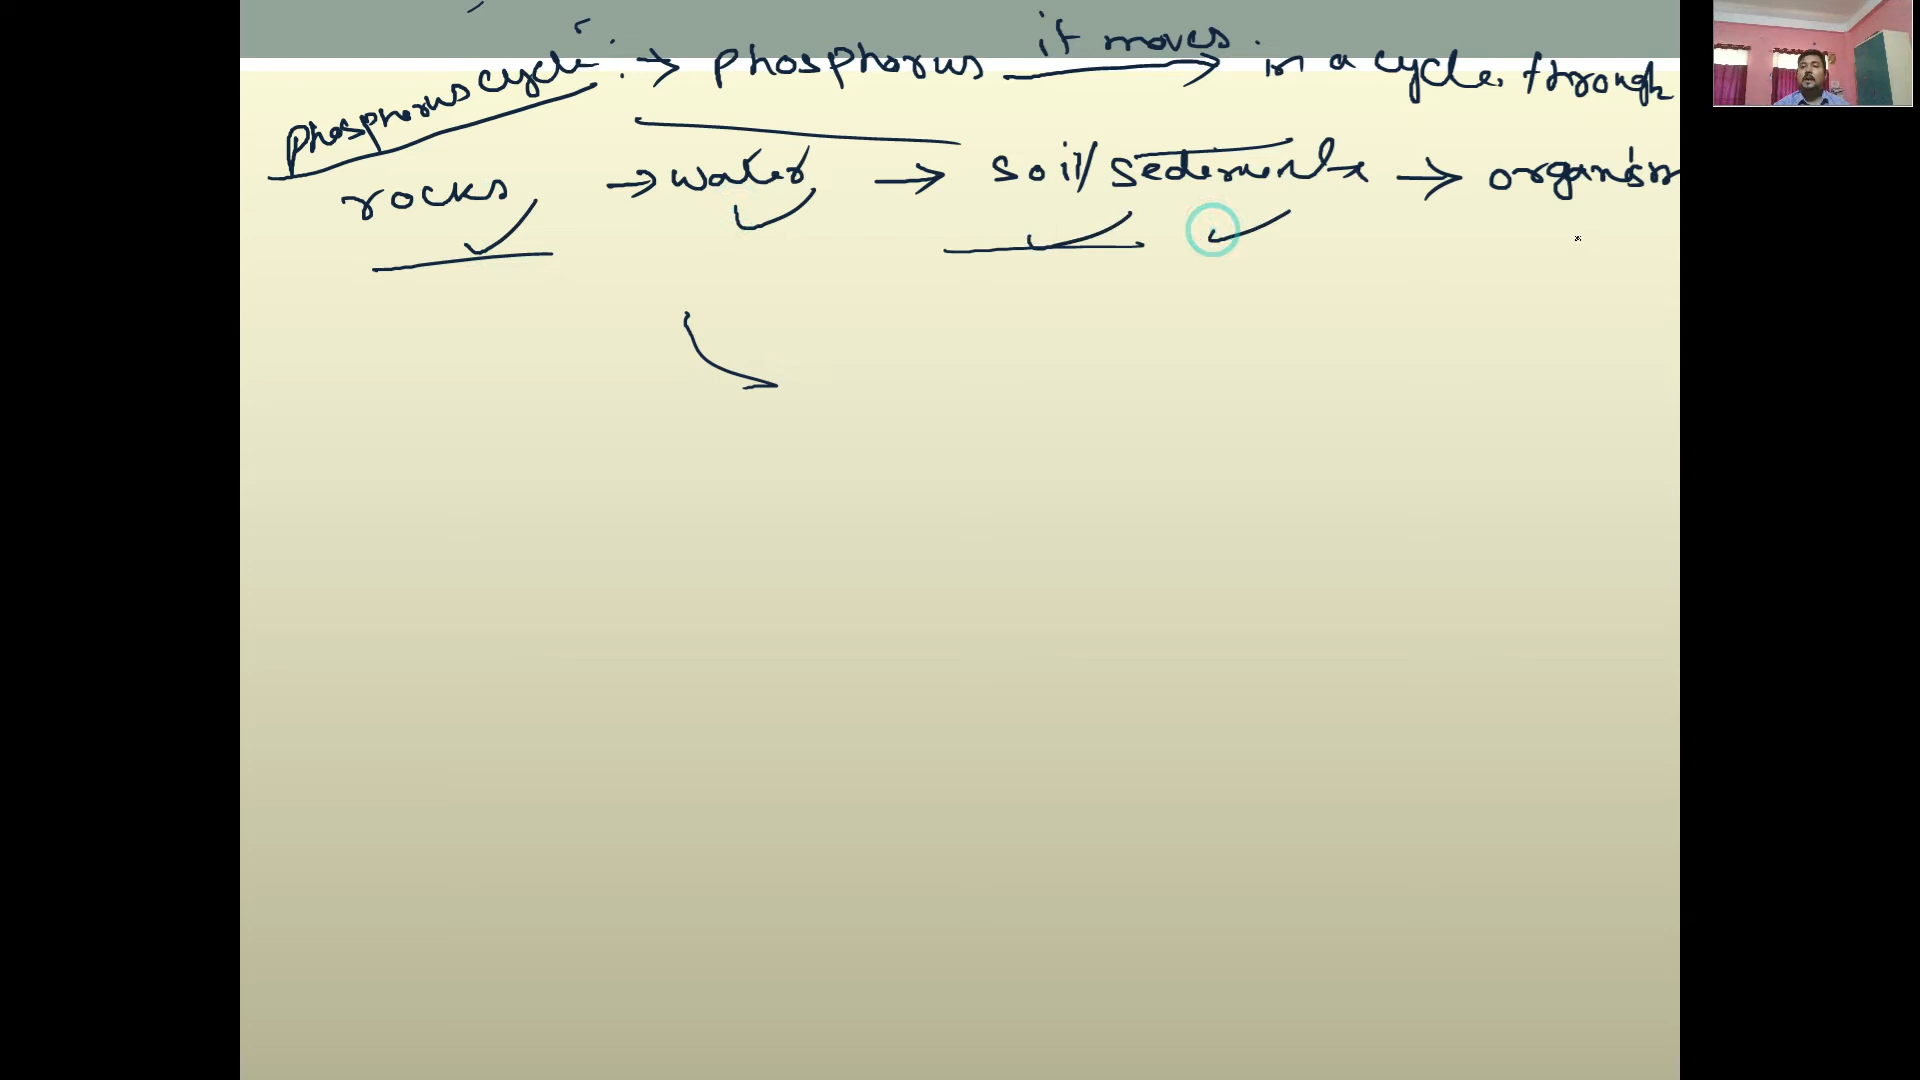 Phosphorus cycle : → Phosphorus it moves in a cycle through
rocks → water → soil/sediments → organism